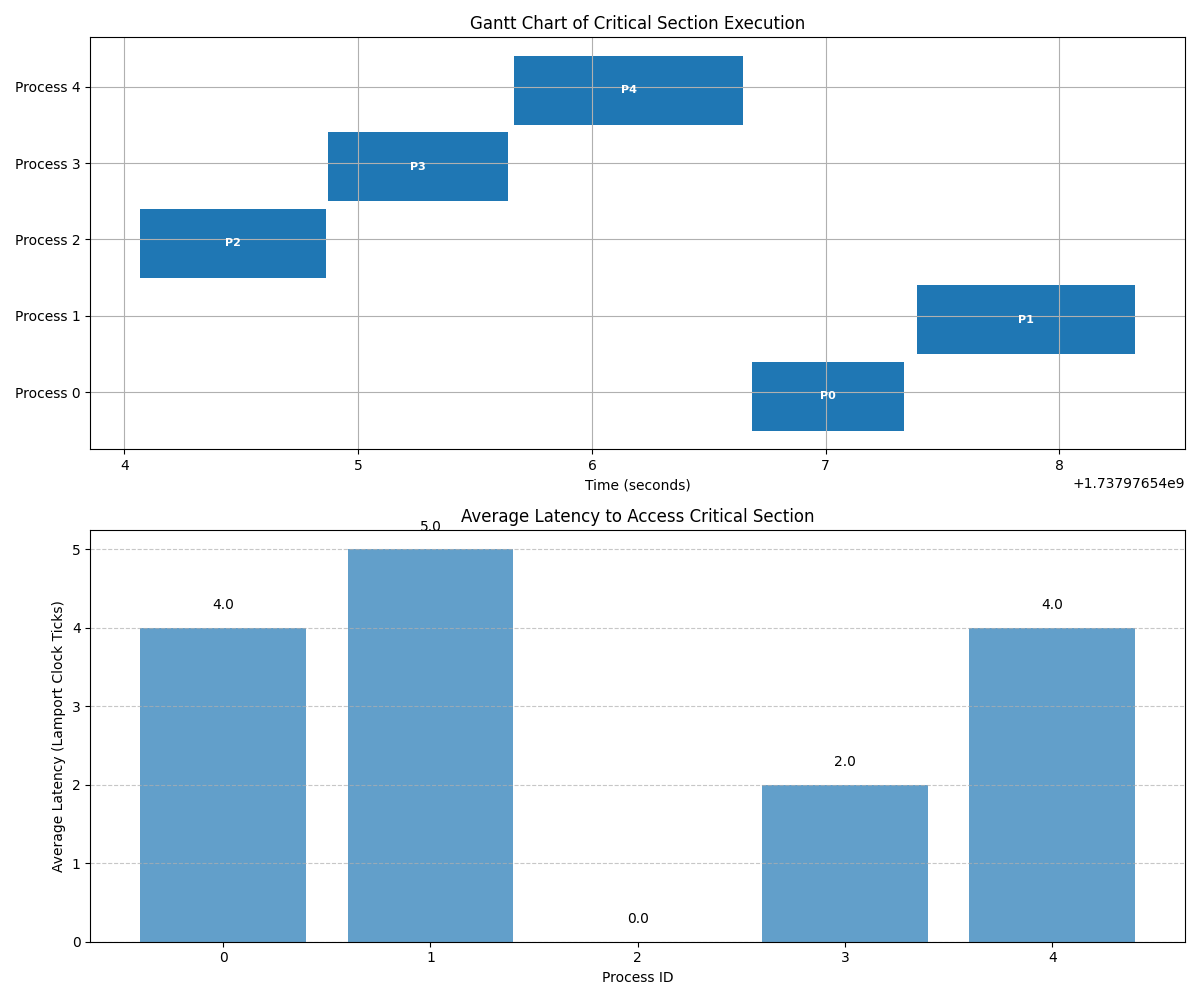 Gantt Chart of Critical Section Execution
Process 4
P4
Process 3
P3
Process 2
P2
Process 1
P1
Process 0
P0
4 5 6 7 8
Time (seconds)
+1.73797654e9
Average Latency to Access Critical Section
Average Latency (Lamport Clock Ticks)
5.0
5
4.0 4.0
4
3
2.0
2
1
0.0
0
0 1 2 3 4
Process ID